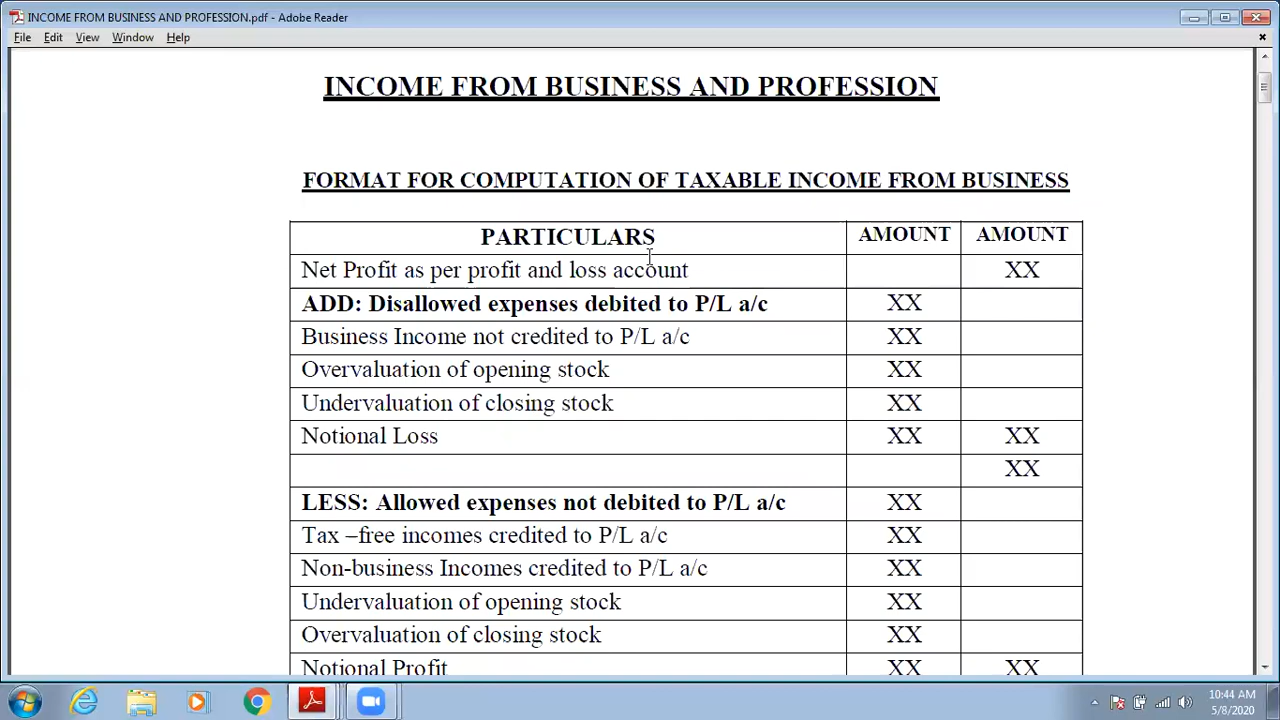 INCOME FROM BUSINESS AND PROFESSION.pdf - Adobe Reader
File Edit View Window Help
INCOME FROM BUSINESS AND PROFESSION
FORMAT FOR COMPUTATION OF TAXABLE INCOME FROM BUSINESS
PARTICULARS AMOUNT AMOUNT
Net Profit as per profit and loss account XX
ADD: Disallowed expenses debited to P/L a/c XX
Business Income not credited to P/L a/c XX
Overvaluation of opening stock XX
Undervaluation of closing stock XX
Notional Loss XX XX
XX
LESS: Allowed expenses not debited to P/L a/c XX
Tax –free incomes credited to P/L a/c XX
Non-business Incomes credited to P/L a/c XX
Undervaluation of opening stock XX
Overvaluation of closing stock XX
Notional Profit XX XX
10:44 AM
5/8/2020